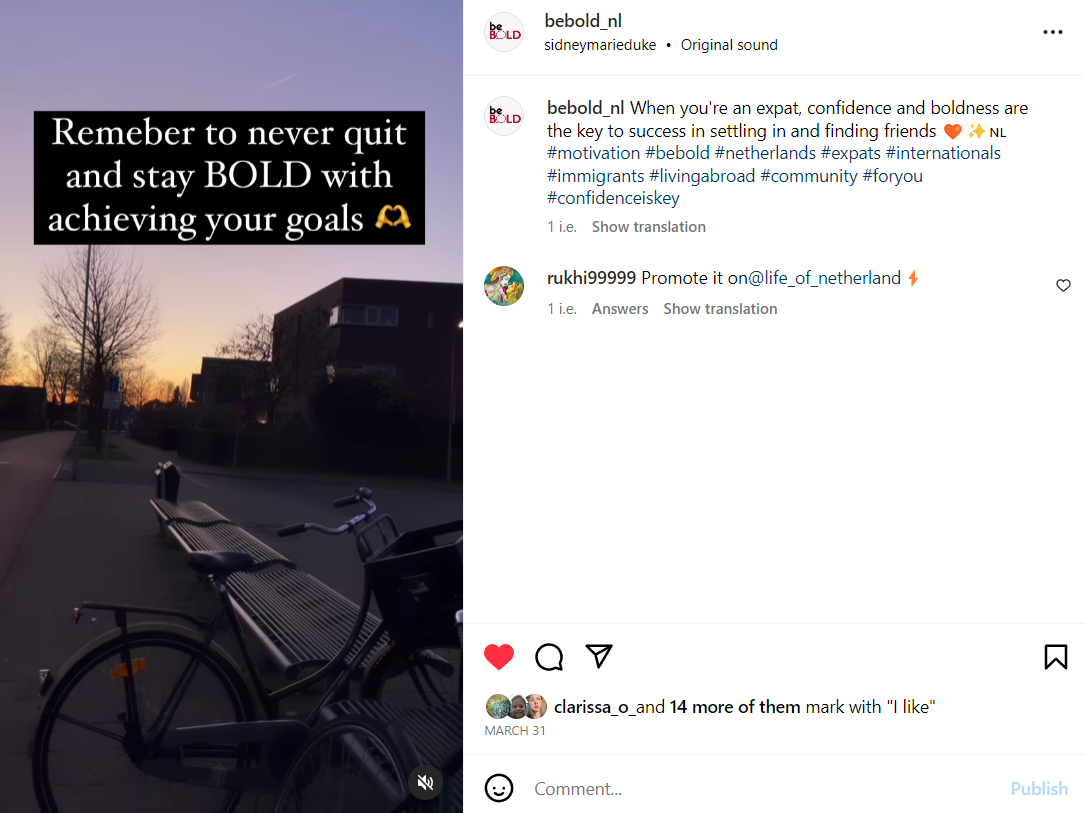 Remeber to never quit
and stay BOLD with
achieving your goals 🫶
be
BOLD
bebold_nl
sidneymarieduke • Original sound
be
BOLD
bebold_nl When you're an expat, confidence and boldness are
the key to success in settling in and finding friends 🧡 ✨ NL
#motivation #bebold #netherlands #expats #internationals
#immigrants #livingabroad #community #foryou
#confidenceiskey
1 i.e. Show translation
rukhi99999 Promote it on@life_of_netherland ⚡
1 i.e. Answers Show translation
clarissa_o_and 14 more of them mark with "I like"
MARCH 31
Comment...
Publish